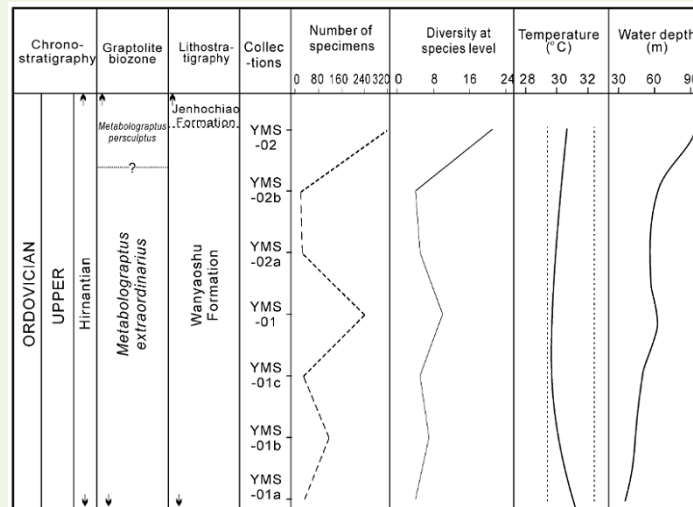 Chrono-
stratigraphy
Graptolite
biozone
Lithostra-
tigraphy
Collec
-tions
Number of
specimens
0 80 160 240 320
Diversity at
species level
0 8 16 24
Temperature
(°C)
28 30 32
Water depth
(m)
30 60 90
ORDOVICIAN
UPPER
Hirnantian
Metabolograptus
persculptus
?
Metabolograptus
extraordinarius
Jenhochiao
Formation
Wanyaoshu
Formation
YMS
-02
YMS
-02b
YMS
-02a
YMS
-01
YMS
-01c
YMS
-01b
YMS
-01a